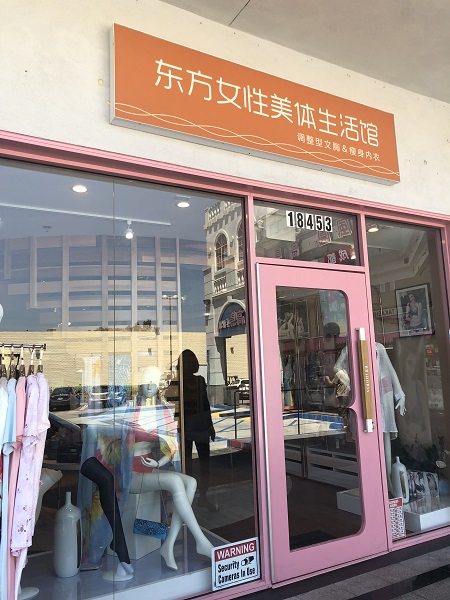 东方女性美体生活馆
调整型文胸&瘦身内衣
18453
WARNING
Security
Cameras In Use